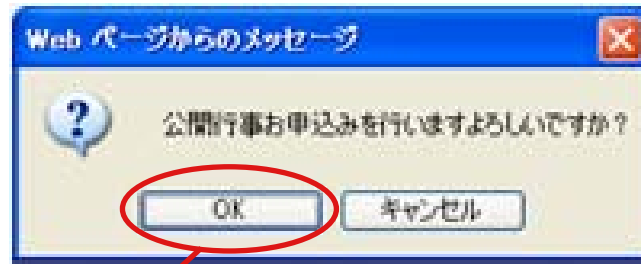 Web ページからのメッセージ
公開行事お申込みを行いますよろしいですか？
OK
キャンセル